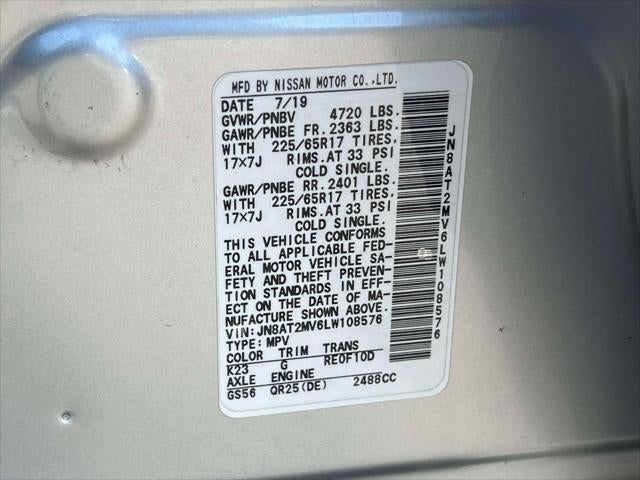 MFD BY NISSAN MOTOR CO.,LTD.
DATE 7/19
GVWR/PNBV 4720 LBS.
GAWR/PNBE FR. 2363 LBS.
WITH 225/65R17 TIRES,
17×7J RIMS.AT 33 PSI
COLD SINGLE.
GAWR/PNBE RR. 2401 LBS.
WITH 225/65R17 TIRES,
17×7J RIMS.AT 33 PSI
COLD SINGLE.
THIS VEHICLE CONFORMS
TO ALL APPLICABLE FED-
ERAL MOTOR VEHICLE SA-
FETY AND THEFT PREVEN-
TION STANDARDS IN EFF-
ECT ON THE DATE OF MA-
NUFACTURE SHOWN ABOVE.
VIN:JN8AT2MV6LW108576
TYPE:MPV
COLOR TRIM TRANS
K23 G RE0F10D
AXLE ENGINE
GS56 QR25(DE) 2488CC
JN8AT2MV6LW108576